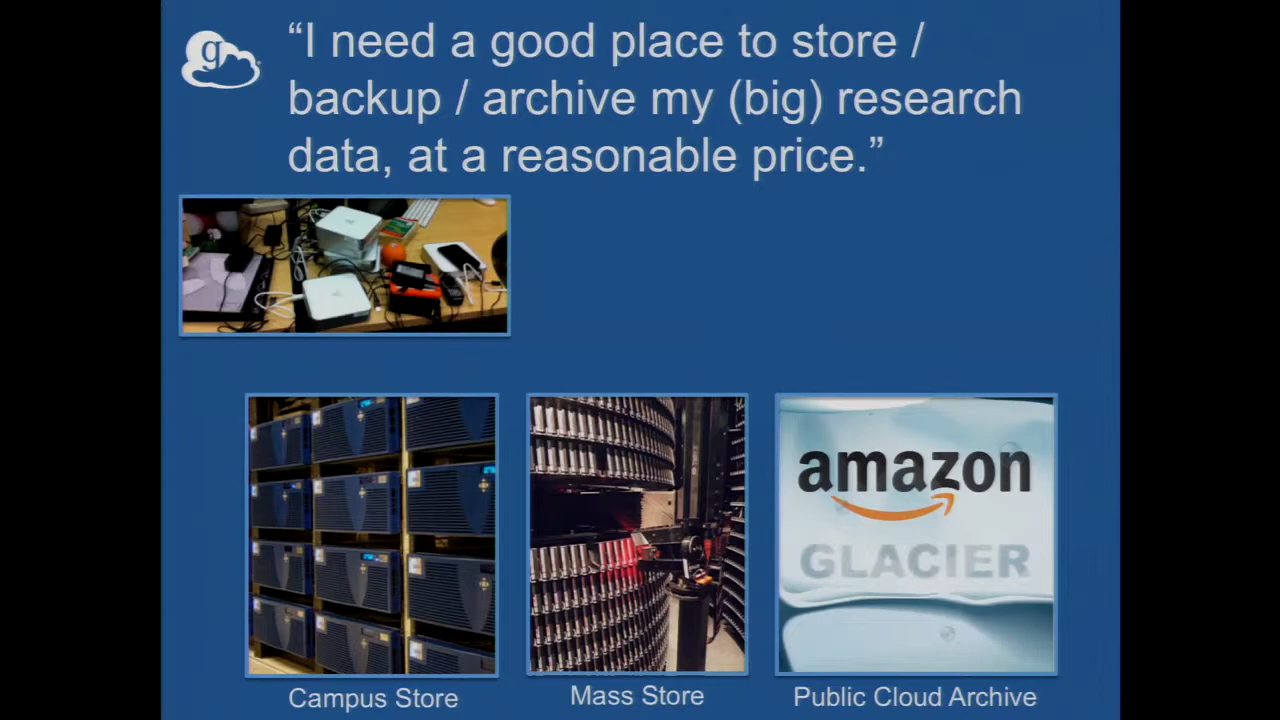 g
“I need a good place to store /
backup / archive my (big) research
data, at a reasonable price.”
amazon
GLACIER
Campus Store
Mass Store
Public Cloud Archive